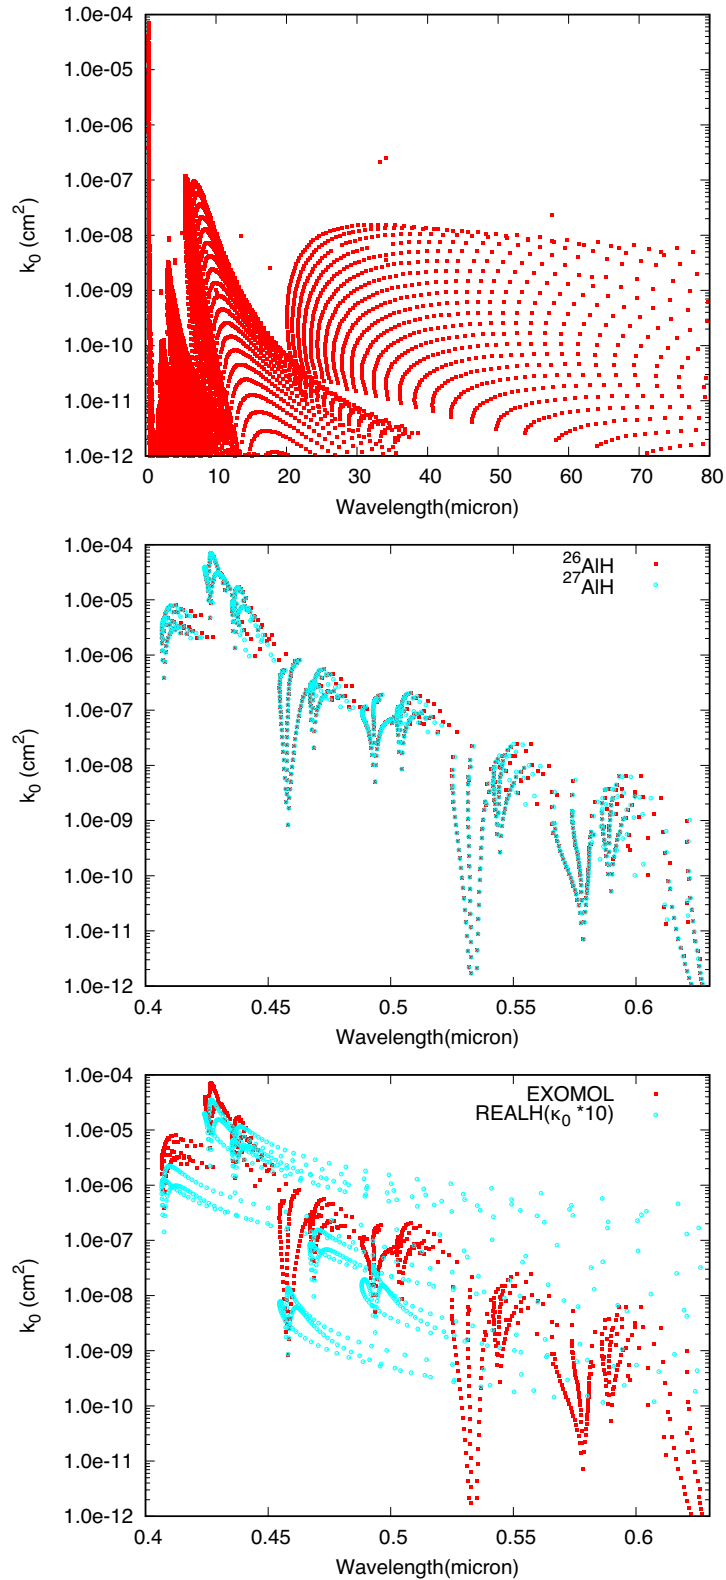 1.0e-04
1.0e-05
1.0e-06
1.0e-07
1.0e-08
1.0e-09
1.0e-10
1.0e-11
1.0e-12
k₀ (cm²)
0 10 20 30 40 50 60 70 80
Wavelength(micron)
1.0e-04
1.0e-05
1.0e-06
1.0e-07
1.0e-08
1.0e-09
1.0e-10
1.0e-11
1.0e-12
k₀ (cm²)
²⁶AlH
²⁷AlH
0.4 0.45 0.5 0.55 0.6
Wavelength(micron)
1.0e-04
1.0e-05
1.0e-06
1.0e-07
1.0e-08
1.0e-09
1.0e-10
1.0e-11
1.0e-12
k₀ (cm²)
EXOMOL
REALH(κ₀ *10)
0.4 0.45 0.5 0.55 0.6
Wavelength(micron)